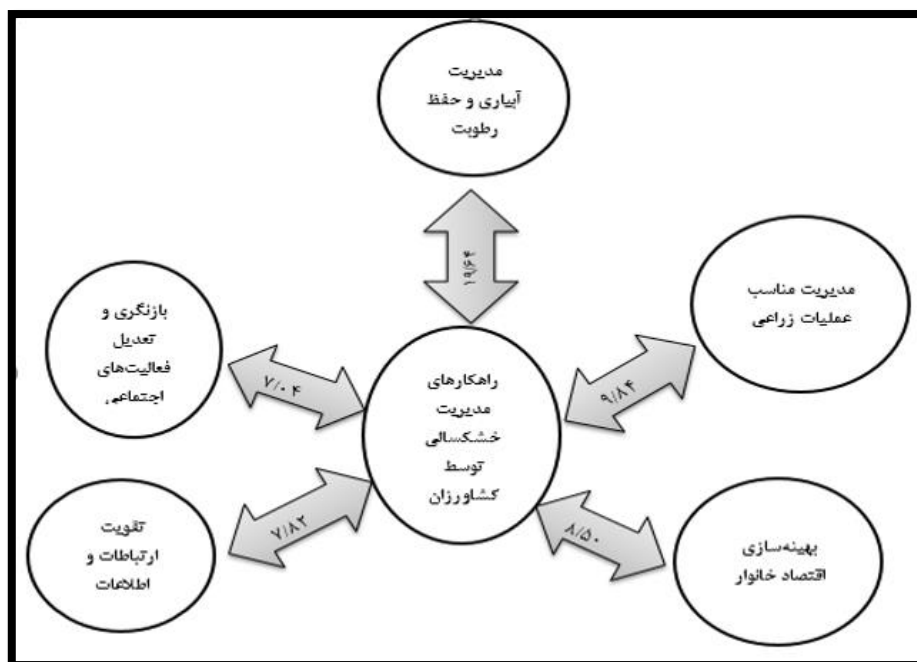 مدیریت
آبیاری و حفظ
رطوبت
۱۹/۶۴
مدیریت مناسب
عملیات زراعی
۹/۸۴
بازنگری و
تعدیل
فعالیت‌های
اجتماعی
۷/۰۴
راهکارهای
مدیریت
خشکسالی
توسط
کشاورزان
تقویت
ارتباطات و
اطلاعات
۷/۸۲
۸/۵۰
بهینه‌سازی
اقتصاد خانوار